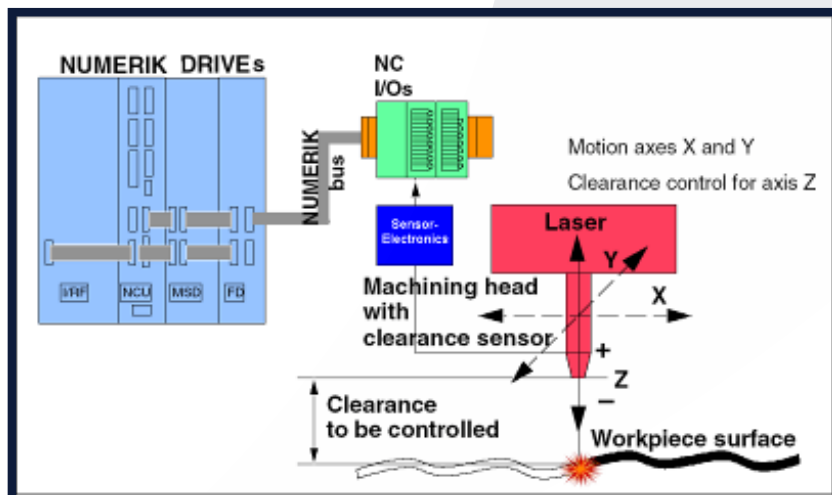 NUMERIK DRIVEs
NC
I/Os
NUMERIK
bus
Motion axes X and Y
Clearance control for axis Z
Sensor-
Electronics
Laser
Y
X
Machining head
with
clearance sensor
+
Z
–
I/RF
NCU
MSD
FD
Clearance
to be controlled
Workpiece surface